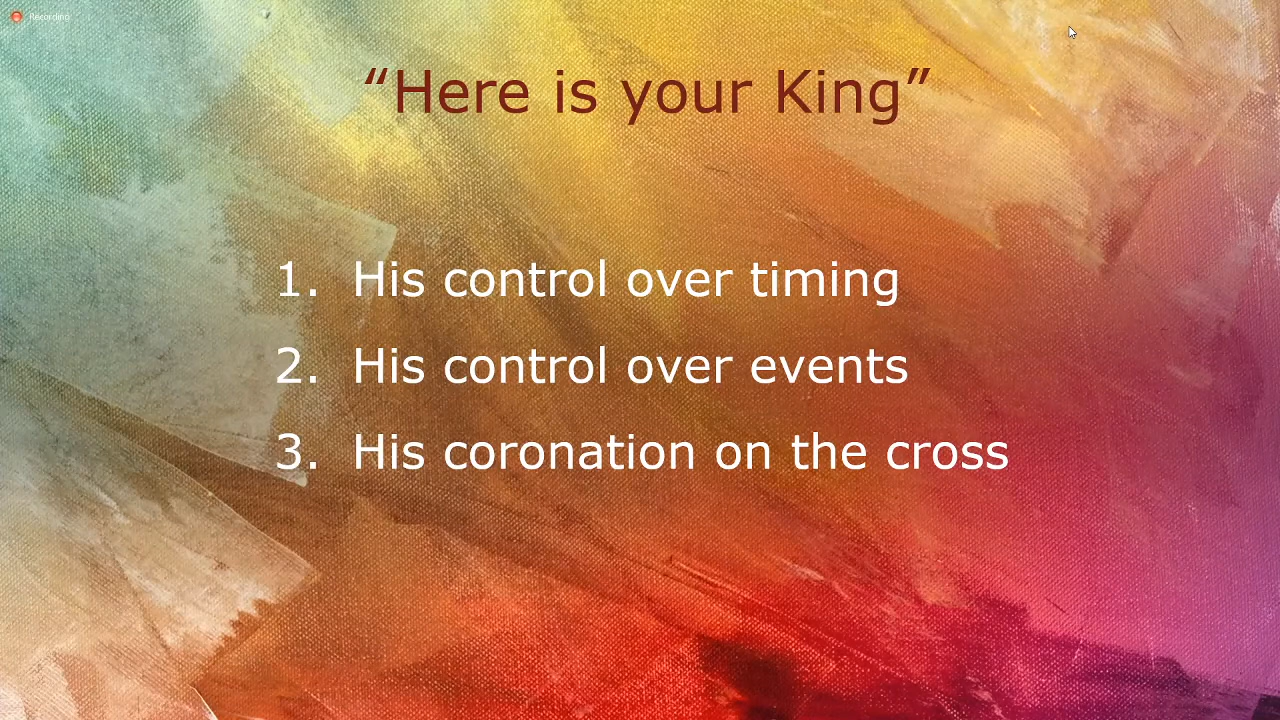 Recording
“Here is your King”
1. His control over timing
2. His control over events
3. His coronation on the cross